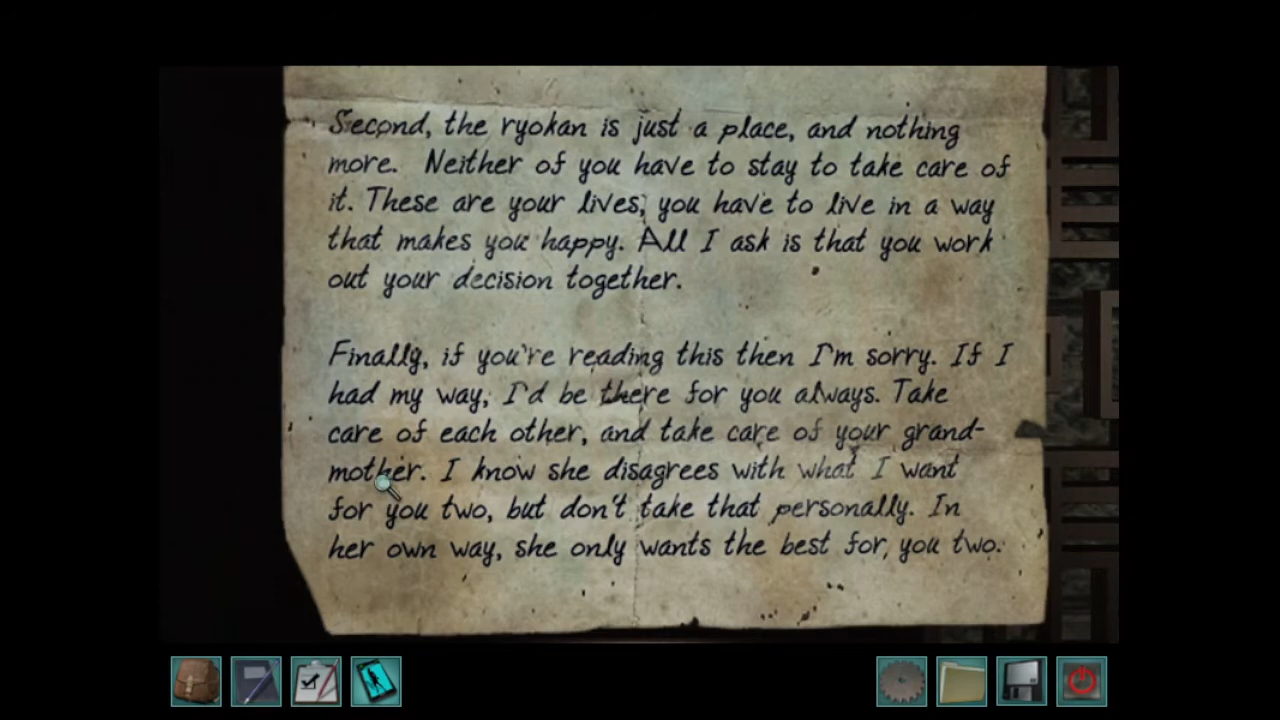 Second, the ryokan is just a place, and nothing
more. Neither of you have to stay to take care of
it. These are your lives, you have to live in a way
that makes you happy. All I ask is that you work
out your decision together.
Finally, if you're reading this then I'm sorry. If I
had my way, I'd be there for you always. Take
care of each other, and take care of your grand-
mother. I know she disagrees with what I want
for you two, but don't take that personally. In
her own way, she only wants the best for you two.